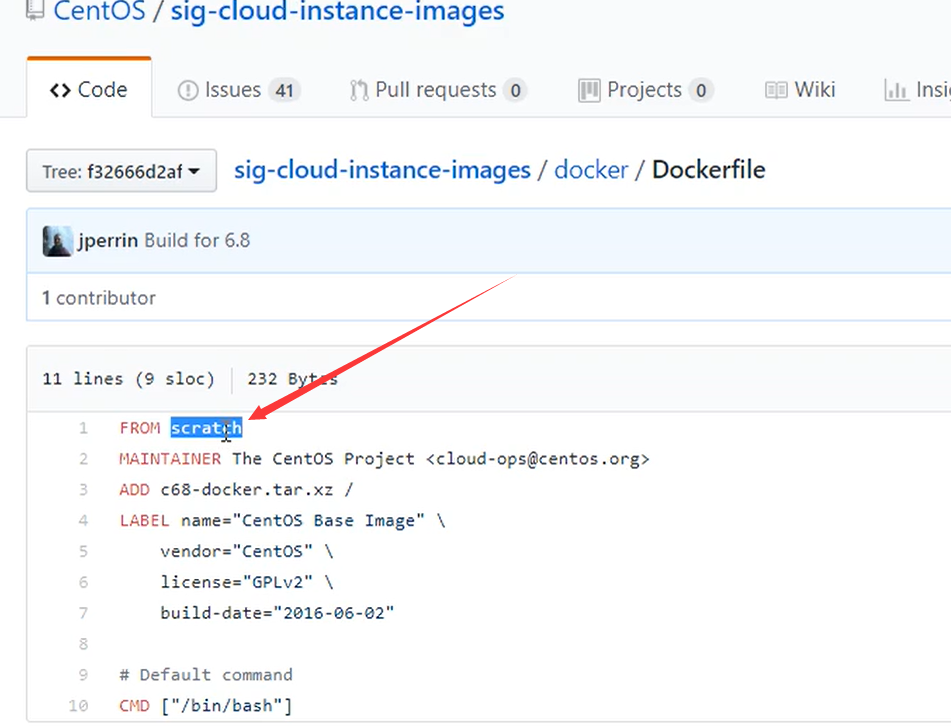 CentOS / sig-cloud-instance-images
Code Issues 41 Pull requests 0 Projects 0 Wiki
Tree: f32666d2af sig-cloud-instance-images / docker / Dockerfile
jperrin Build for 6.8
1 contributor
11 lines (9 sloc) 232 Bytes
1 FROM scratch
2 MAINTAINER The CentOS Project <cloud-ops@centos.org>
3 ADD c68-docker.tar.xz /
4 LABEL name="CentOS Base Image" \
5 vendor="CentOS" \
6 license="GPLv2" \
7 build-date="2016-06-02"
8
9 # Default command
10 CMD ["/bin/bash"]